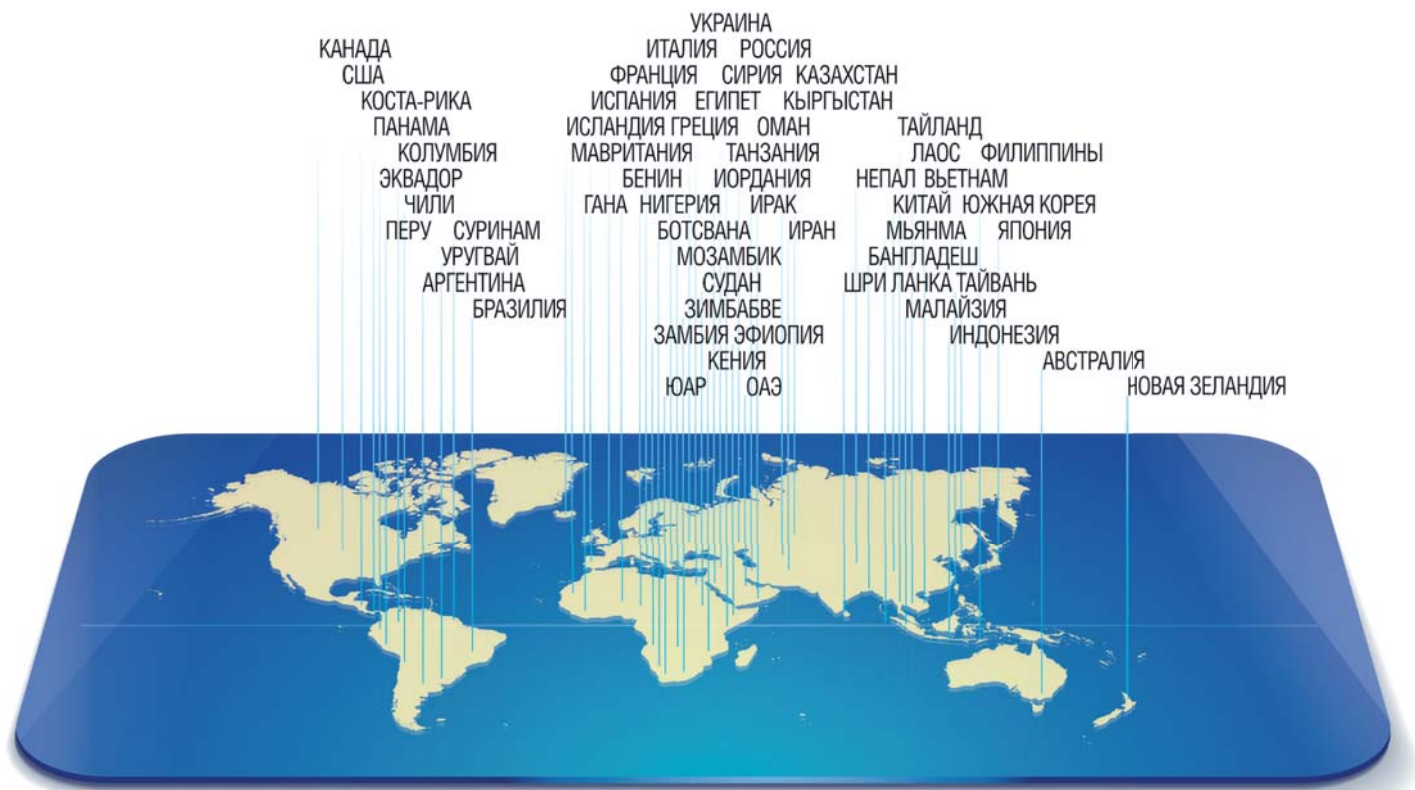 УКРАИНА
КАНАДА ИТАЛИЯ РОССИЯ
США ФРАНЦИЯ СИРИЯ КАЗАХСТАН
КОСТА-РИКА ИСПАНИЯ ЕГИПЕТ КЫРГЫСТАН
ПАНАМА ИСЛАНДИЯ ГРЕЦИЯ ОМАН ТАЙЛАНД
КОЛУМБИЯ МАВРИТАНИЯ ТАНЗАНИЯ ЛАОС ФИЛИППИНЫ
ЭКВАДОР БЕНИН ИОРДАНИЯ НЕПАЛ ВЬЕТНАМ
ЧИЛИ ГАНА НИГЕРИЯ ИРАК КИТАЙ ЮЖНАЯ КОРЕЯ
ПЕРУ СУРИНАМ БОТСВАНА ИРАН МЬЯНМА ЯПОНИЯ
УРУГВАЙ МОЗАМБИК БАНГЛАДЕШ
АРГЕНТИНА СУДАН ШРИ ЛАНКА ТАЙВАНЬ
БРАЗИЛИЯ ЗИМБАБВЕ МАЛАЙЗИЯ
ЗАМБИЯ ЭФИОПИЯ ИНДОНЕЗИЯ
КЕНИЯ АВСТРАЛИЯ
ЮАР ОАЭ НОВАЯ ЗЕЛАНДИЯ